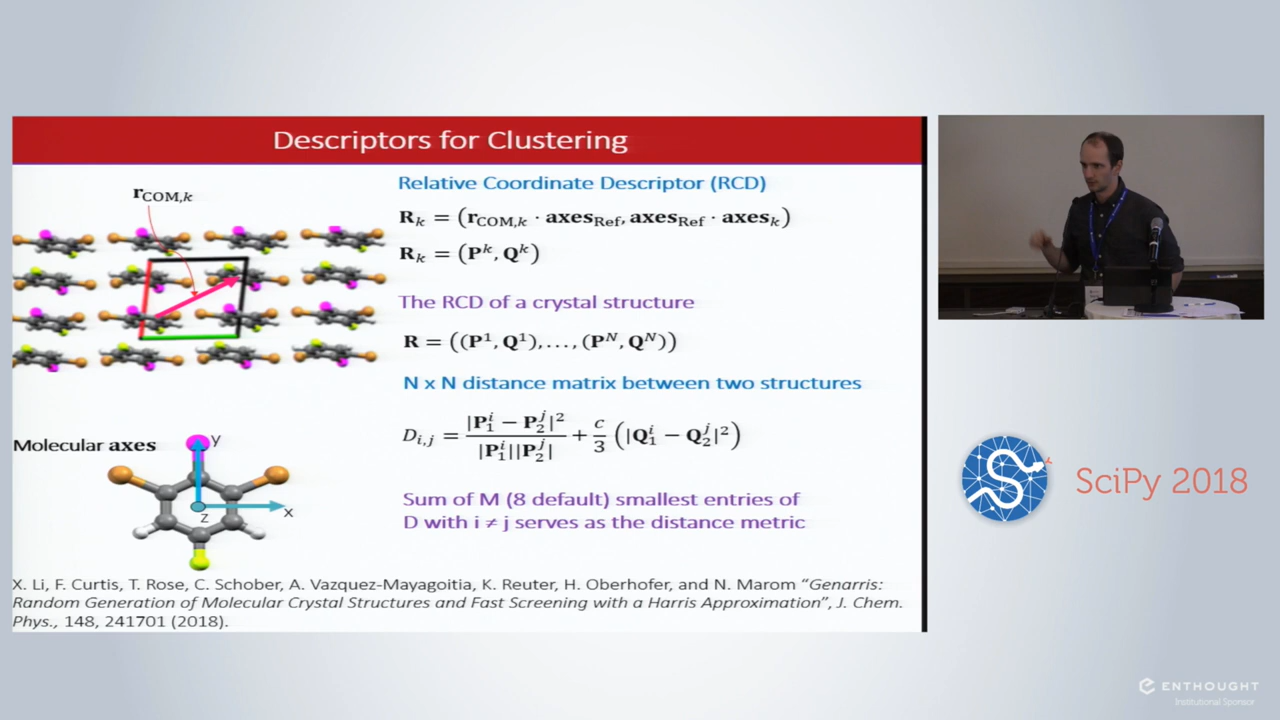 Descriptors for Clustering
r_COM,k
Relative Coordinate Descriptor (RCD)
R_k = (r_COM,k · axes_Ref, axes_Ref · axes_k)
R_k = (P^k, Q^k)
The RCD of a crystal structure
R = ((P^1, Q^1), ..., (P^N, Q^N))
N x N distance matrix between two structures
D_i,j = |P_1^i − P_2^j|^2 / |P_1^i||P_2^j| + c/3 (|Q_1^i − Q_2^j|^2)
Molecular axes
y
z
x
Sum of M (8 default) smallest entries of
D with i ≠ j serves as the distance metric
X. Li, F. Curtis, T. Rose, C. Schober, A. Vazquez-Mayagoitia, K. Reuter, H. Oberhofer, and N. Marom “Genarris:
Random Generation of Molecular Crystal Structures and Fast Screening with a Harris Approximation”, J. Chem.
Phys., 148, 241701 (2018).
SciPy 2018
ENTHOUGHT
Institutional Sponsor